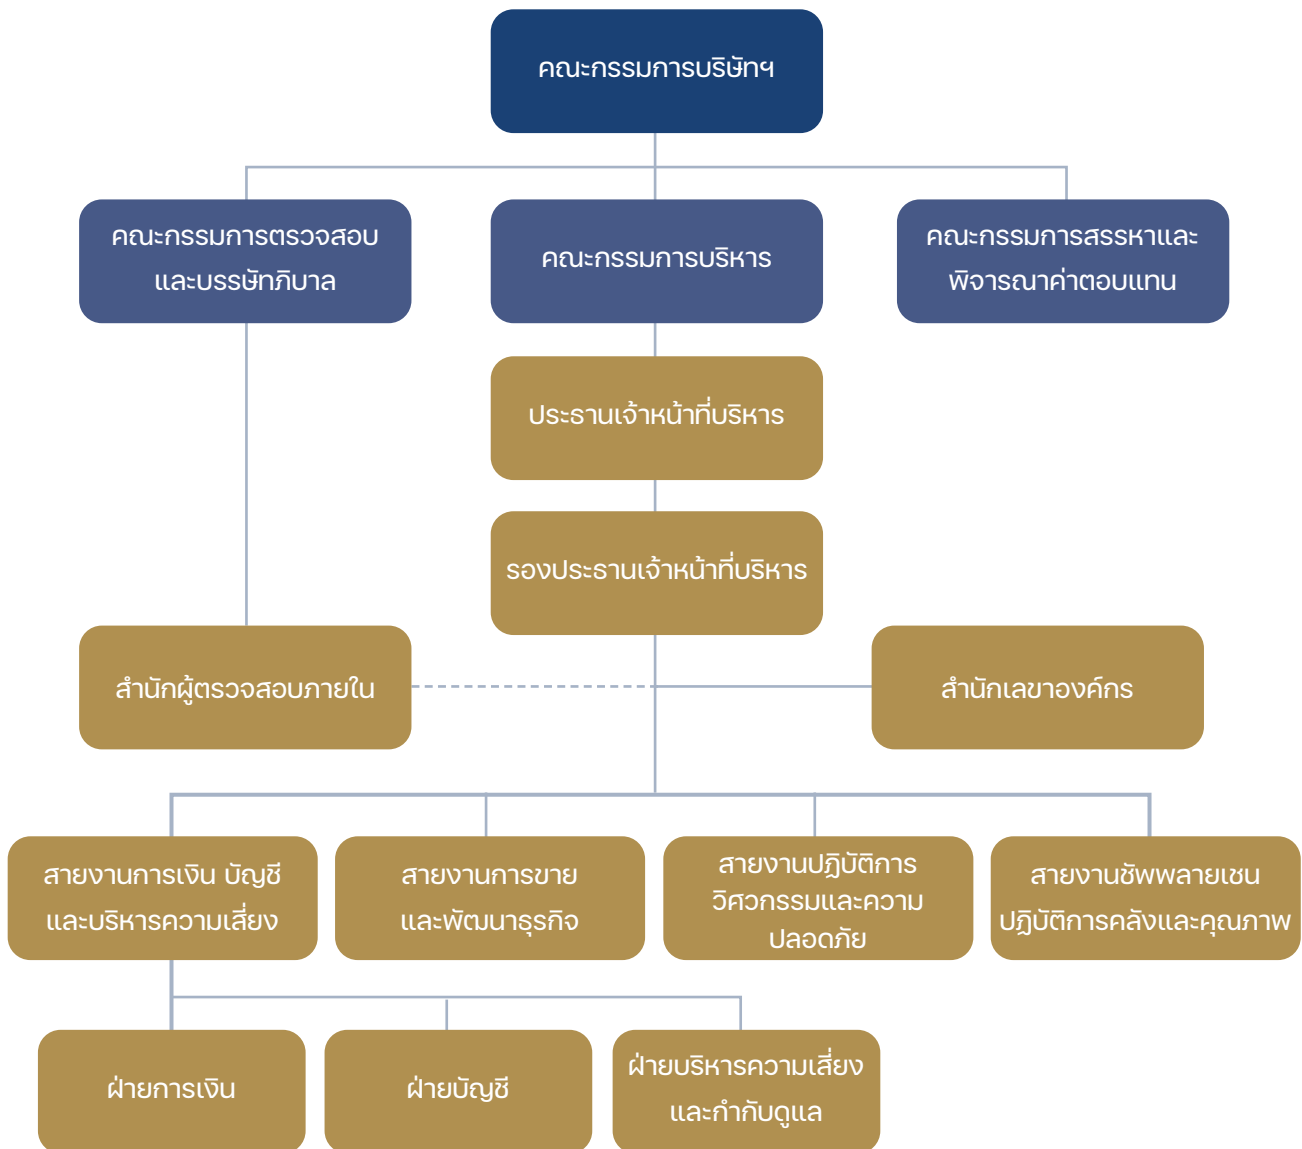 คณะกรรมการบริษัทฯ
คณะกรรมการตรวจสอบ
และบรรษัทภิบาล
คณะกรรมการบริหาร
คณะกรรมการสรรหาและ
พิจารณาค่าตอบแทน
ประธานเจ้าหน้าที่บริหาร
รองประธานเจ้าหน้าที่บริหาร
สำนักผู้ตรวจสอบภายใน
สำนักเลขาองค์กร
สายงานการเงิน บัญชี
และบริหารความเสี่ยง
สายงานการขาย
และพัฒนาธุรกิจ
สายงานปฏิบัติการ
วิศวกรรมและความ
ปลอดภัย
สายงานซัพพลายเชน
ปฏิบัติการคลังและคุณภาพ
ฝ่ายการเงิน
ฝ่ายบัญชี
ฝ่ายบริหารความเสี่ยง
และกำกับดูแล